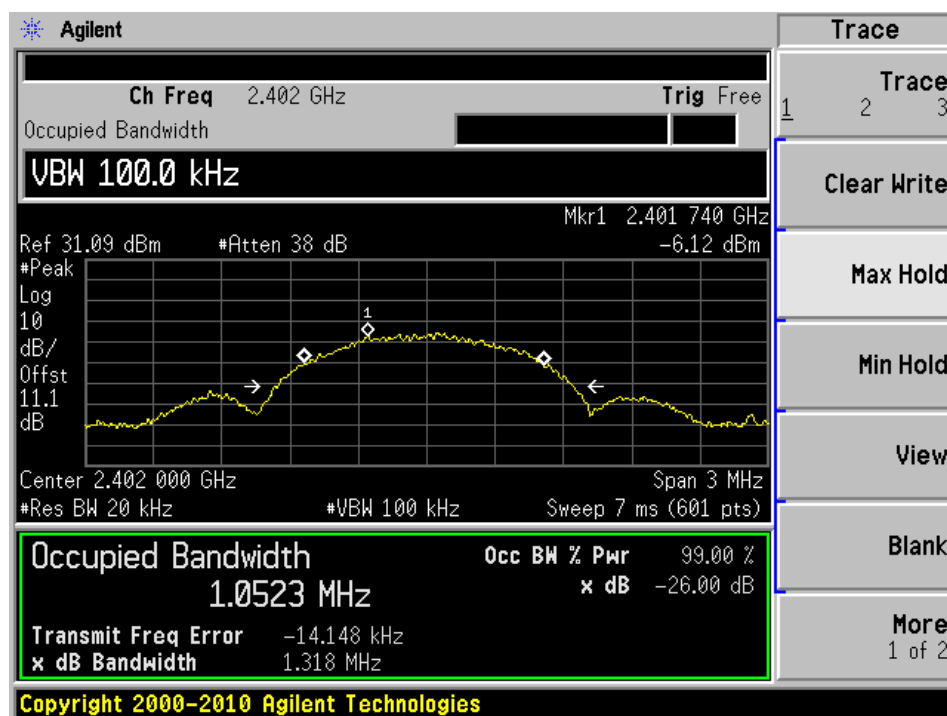 Agilent
Trace
Ch Freq 2.402 GHz Trig Free
Occupied Bandwidth
VBW 100.0 kHz
Mkr1 2.401 740 GHz
Ref 31.09 dBm #Atten 38 dB -6.12 dBm
#Peak
Log
10
dB/
Offst
11.1
dB
1
Center 2.402 000 GHz Span 3 MHz
#Res BW 20 kHz #VBW 100 kHz Sweep 7 ms (601 pts)
Occupied Bandwidth
1.0523 MHz
Occ BW % Pwr 99.00 %
x dB -26.00 dB
Transmit Freq Error -14.148 kHz
x dB Bandwidth 1.318 MHz
Copyright 2000-2010 Agilent Technologies
Trace
1 2 3
Clear Write
Max Hold
Min Hold
View
Blank
More
1 of 2